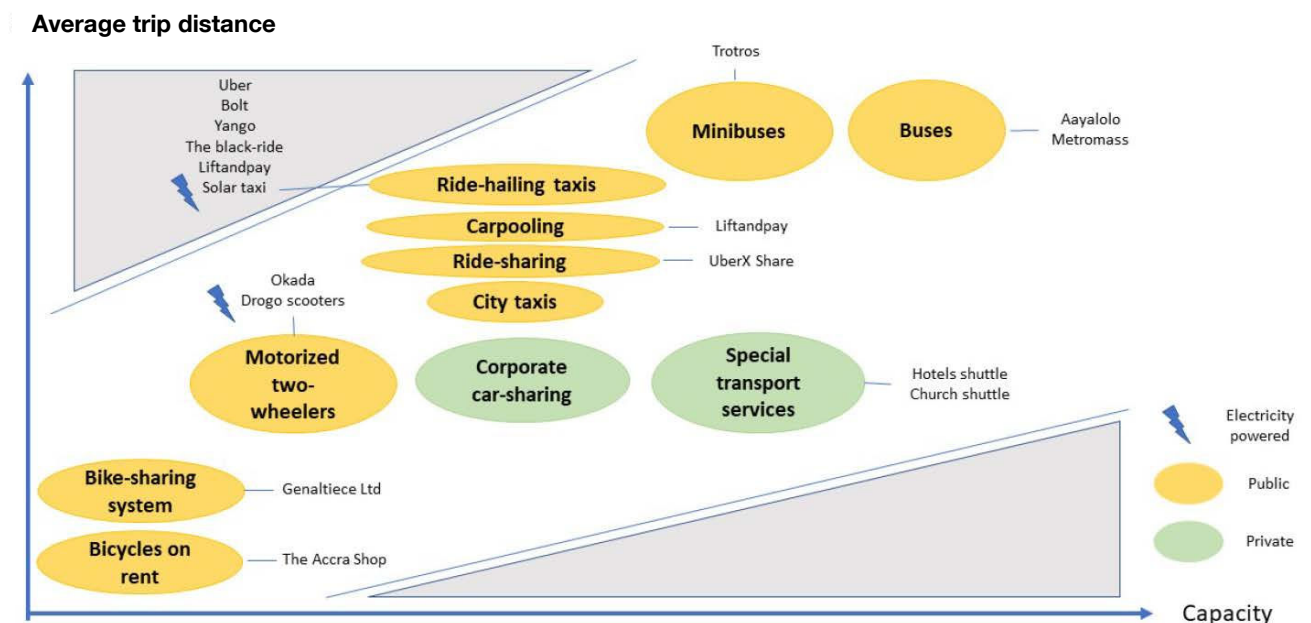 Average trip distance
Trotros
Uber
Bolt
Yango
The black-ride
Liftandpay
Solar taxi
Minibuses
Buses
Aayalolo
Metromass
Ride-hailing taxis
Carpooling
Liftandpay
Ride-sharing
UberX Share
Okada
Drogo scooters
City taxis
Motorized
two-
wheelers
Corporate
car-sharing
Special
transport
services
Hotels shuttle
Church shuttle
Electricity
powered
Bike-sharing
system
Genaltiece Ltd
Public
Bicycles on
rent
The Accra Shop
Private
Capacity